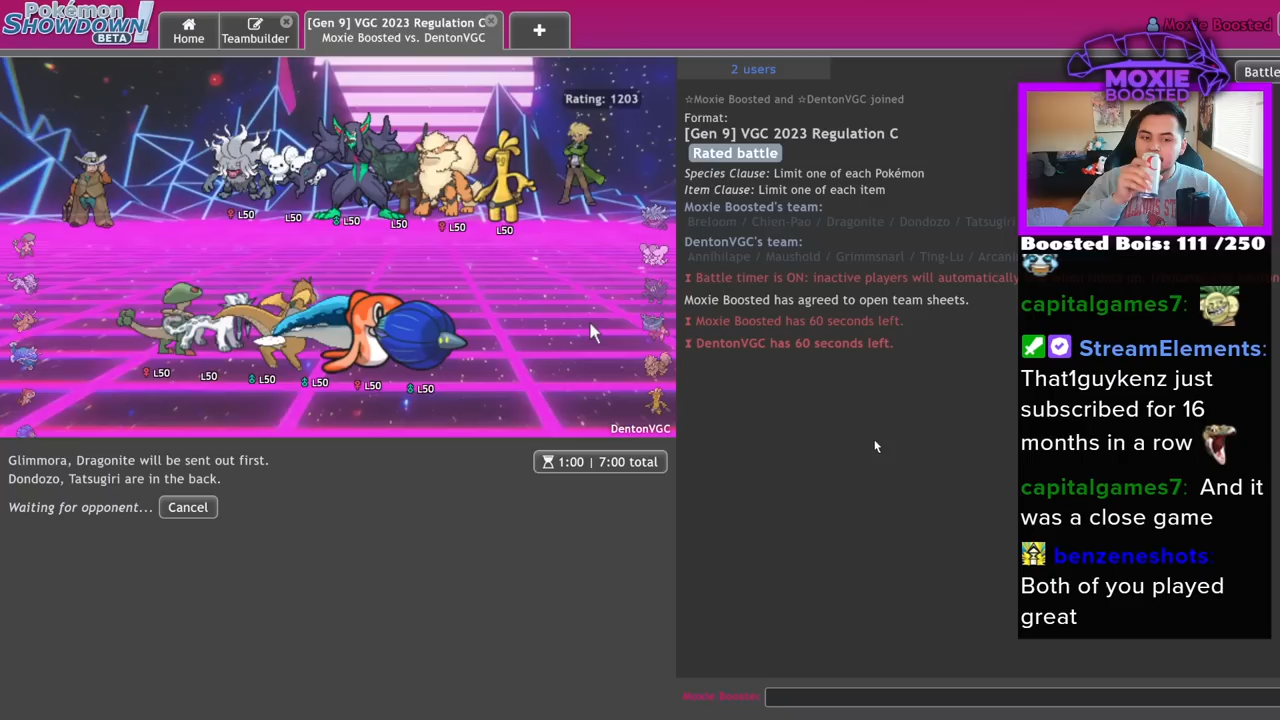 Pokémon
SHOWDOWN!
BETA
Home
Teambuilder
[Gen 9] VGC 2023 Regulation C
Moxie Boosted vs. DentonVGC
+
Moxie Boosted
Battle
MOXIE
BOOSTED
Rating: 1203
L50
L50
L50
L50
L50
L50
L50
L50
L50
L50
L50
L50
DentonVGC
Glimmora, Dragonite will be sent out first.
Dondozo, Tatsugiri are in the back.
Waiting for opponent...
Cancel
1:00 | 7:00 total
2 users
☆Moxie Boosted and ☆DentonVGC joined
Format:
[Gen 9] VGC 2023 Regulation C
Rated battle
Species Clause: Limit one of each Pokémon
Item Clause: Limit one of each item
Moxie Boosted's team:
Breloom / Chien-Pao / Dragonite / Dondozo / Tatsugiri
DentonVGC's team:
Annihilape / Maushold / Grimmsnarl / Ting-Lu / Arcani
Battle timer is ON: inactive players will automatically
Moxie Boosted has agreed to open team sheets.
Moxie Boosted has 60 seconds left.
DentonVGC has 60 seconds left.
Boosted Bois: 111 /250
capitalgames7:
StreamElements:
That1guykenz just
subscribed for 16
months in a row
capitalgames7: And it
was a close game
benzeneshots:
Both of you played
great
Moxie Boosted: